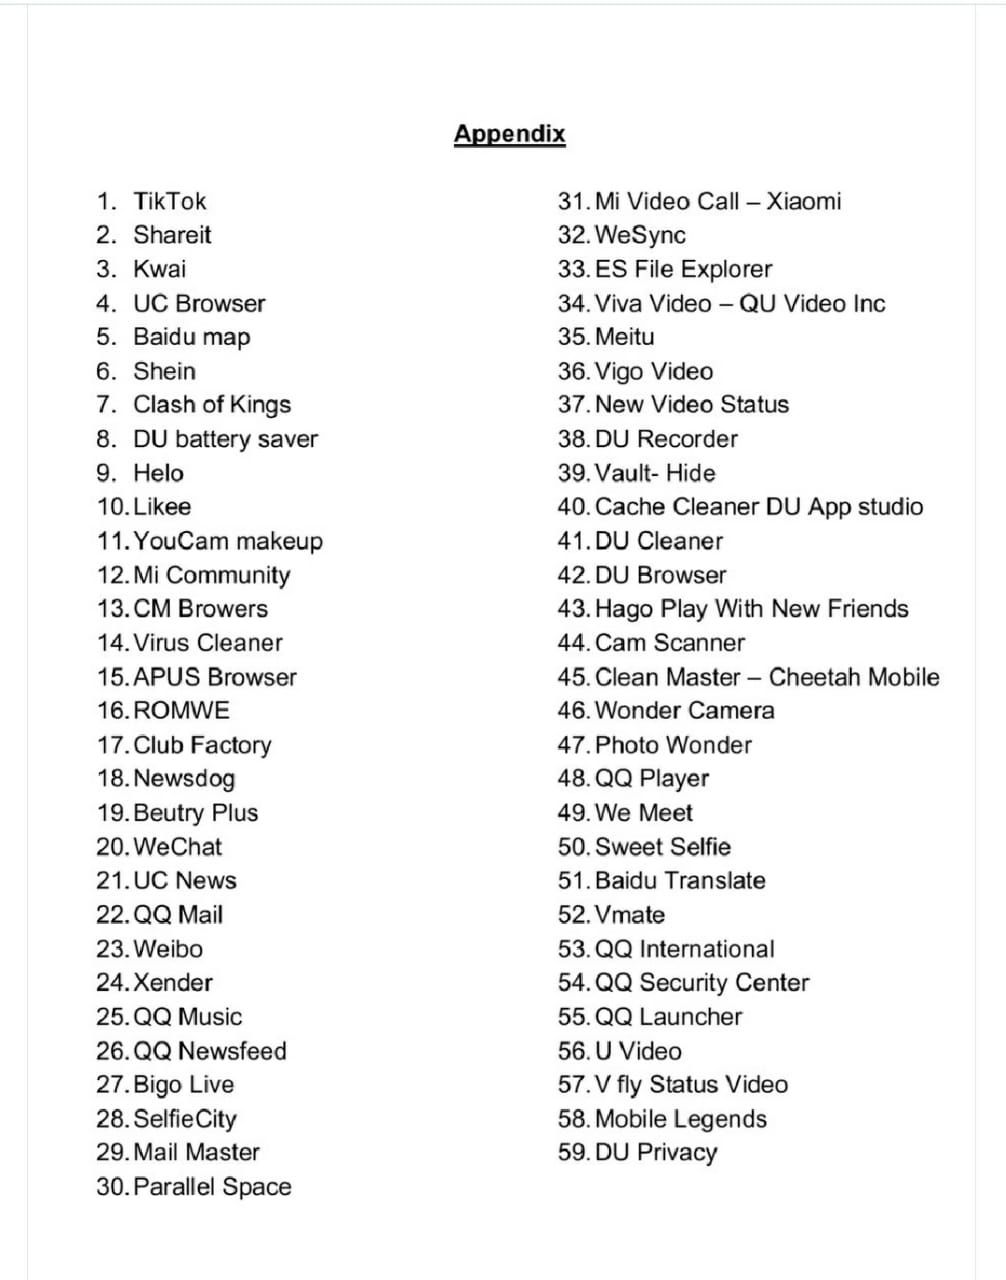 Appendix
1. TikTok
2. Shareit
3. Kwai
4. UC Browser
5. Baidu map
6. Shein
7. Clash of Kings
8. DU battery saver
9. Helo
10. Likee
11. YouCam makeup
12. Mi Community
13. CM Browers
14. Virus Cleaner
15. APUS Browser
16. ROMWE
17. Club Factory
18. Newsdog
19. Beutry Plus
20. WeChat
21. UC News
22. QQ Mail
23. Weibo
24. Xender
25. QQ Music
26. QQ Newsfeed
27. Bigo Live
28. SelfieCity
29. Mail Master
30. Parallel Space
31. Mi Video Call – Xiaomi
32. WeSync
33. ES File Explorer
34. Viva Video – QU Video Inc
35. Meitu
36. Vigo Video
37. New Video Status
38. DU Recorder
39. Vault- Hide
40. Cache Cleaner DU App studio
41. DU Cleaner
42. DU Browser
43. Hago Play With New Friends
44. Cam Scanner
45. Clean Master – Cheetah Mobile
46. Wonder Camera
47. Photo Wonder
48. QQ Player
49. We Meet
50. Sweet Selfie
51. Baidu Translate
52. Vmate
53. QQ International
54. QQ Security Center
55. QQ Launcher
56. U Video
57. V fly Status Video
58. Mobile Legends
59. DU Privacy